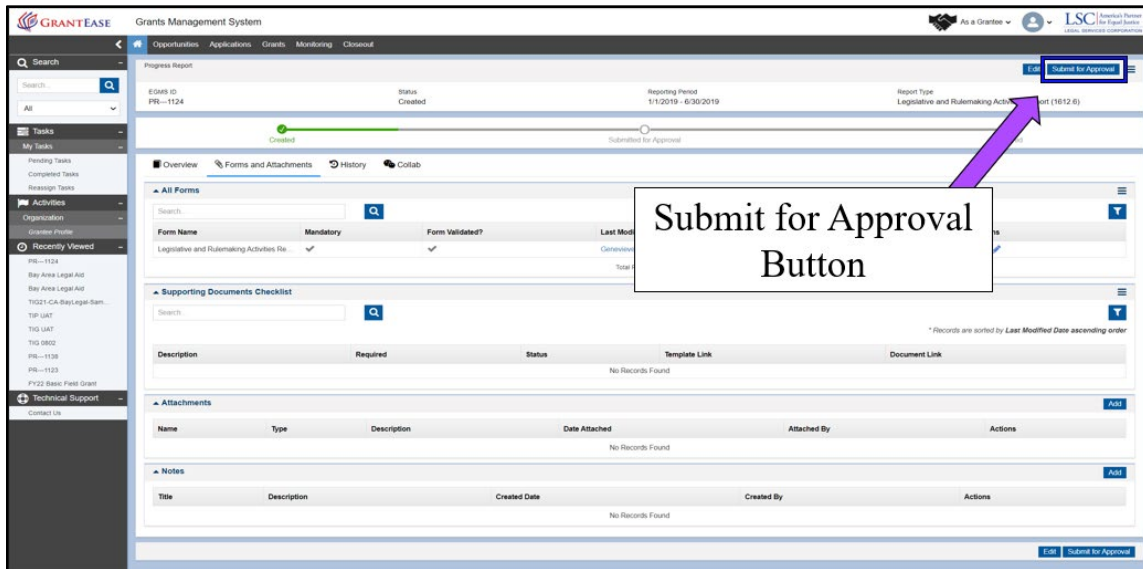 GRANTEASE
Grants Management System
As a Grantee
LSC America's Partner for Equal Justice
LEGAL SERVICES CORPORATION
Opportunities Applications Grants Monitoring Closeout
Search
Search...
All
Tasks
My Tasks
Pending Tasks
Completed Tasks
Reassign Tasks
Activities
Organization
Grantee Profile
Recently Viewed
PR---1124
Bay Area Legal Aid
Bay Area Legal Aid
TIG21-CA-BayLegal-Sam...
TIP UAT
TIG UAT
TIG 0802
PR---1138
PR---1123
FY22 Basic Field Grant
Technical Support
Contact Us
Progress Report
Edit Submit for Approval
EGMS ID Status Reporting Period Report Type
PR---1124 Created 1/1/2019 - 6/30/2019 Legislative and Rulemaking Activ rt (1612.6)
Created Submitted for Approval
Overview Forms and Attachments History Collab
All Forms
Search...
Form Name Mandatory Form Validated? Last Modi ns
Legislative and Rulemaking Activities Re... Genevieve
Total
Submit for Approval
Button
Supporting Documents Checklist
Search...
* Records are sorted by Last Modified Date ascending order
Description Required Status Template Link Document Link
No Records Found
Attachments Add
Name Type Description Date Attached Attached By Actions
No Records Found
Notes Add
Title Description Created Date Created By Actions
No Records Found
Edit Submit for Approval